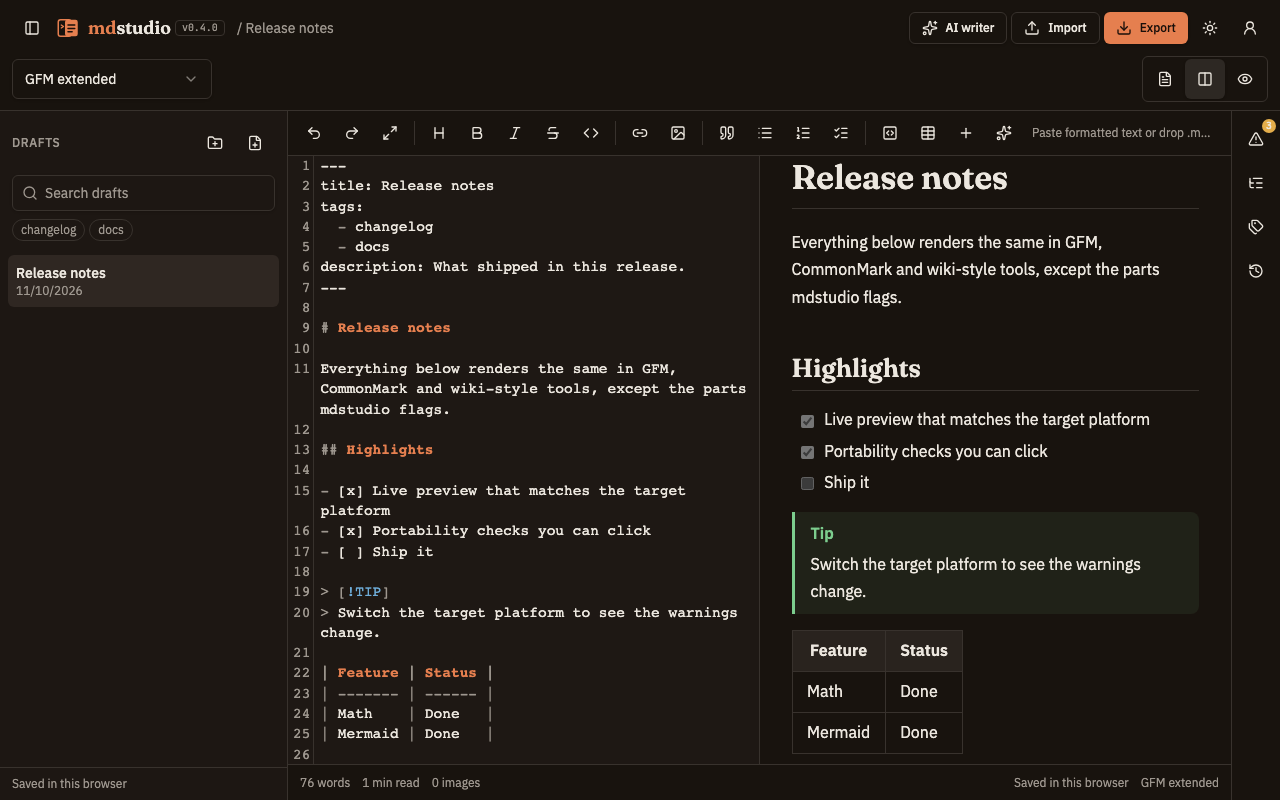 mdstudio v0.4.0 / Release notes
AI writer
Import
Export
GFM extended
DRAFTS
Search drafts
changelog docs
Release notes
11/10/2026
Saved in this browser
Paste formatted text or drop .m...
1 ---
2 title: Release notes
3 tags:
4   - changelog
5   - docs
6 description: What shipped in this release.
7 ---
8
9 # Release notes
10
11 Everything below renders the same in GFM,
CommonMark and wiki-style tools, except the parts
mdstudio flags.
12
13 ## Highlights
14
15 - [x] Live preview that matches the target
platform
16 - [x] Portability checks you can click
17 - [ ] Ship it
18
19 > [!TIP]
20 > Switch the target platform to see the warnings
change.
21
22 | Feature | Status |
23 | ------- | ------ |
24 | Math    | Done   |
25 | Mermaid | Done   |
26
Release notes
Everything below renders the same in GFM,
CommonMark and wiki-style tools, except the parts
mdstudio flags.
Highlights
Live preview that matches the target platform
Portability checks you can click
Ship it
Tip
Switch the target platform to see the warnings
change.
Feature Status
Math Done
Mermaid Done
3
76 words 1 min read 0 images
Saved in this browser GFM extended